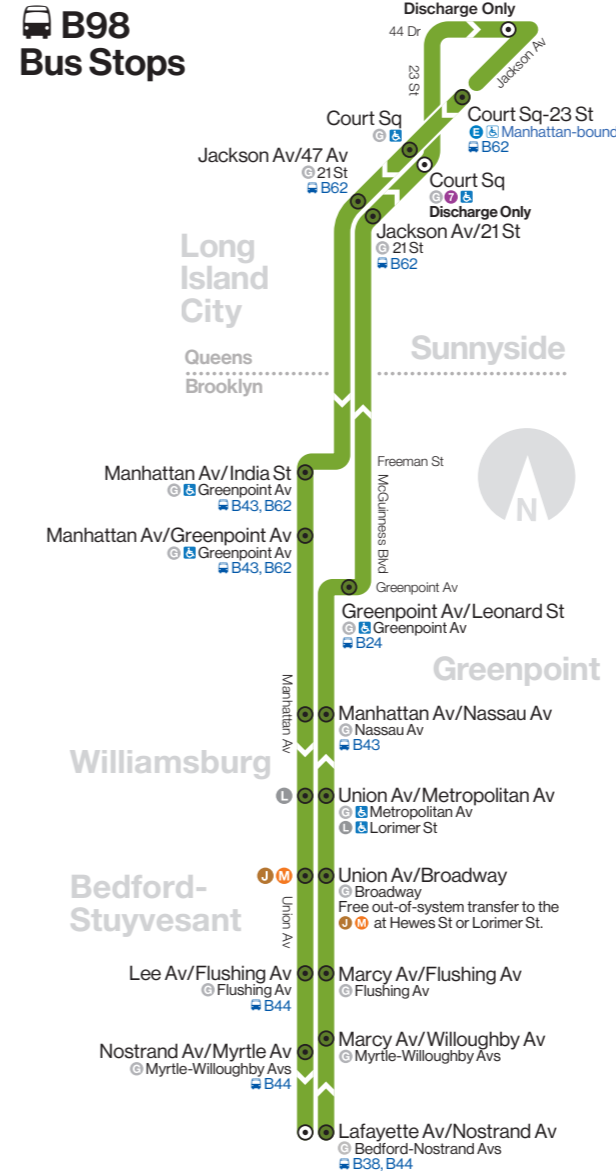 B98
Bus Stops
Discharge Only
44 Dr
Jackson Av
23 St
Court Sq-23 St
E Manhattan-bound
B62
Court Sq
G
Jackson Av/47 Av
G 21 St
B62
Court Sq
G 7
Discharge Only
Jackson Av/21 St
G 21 St
B62
Long
Island
City
Sunnyside
Queens
Brooklyn
Freeman St
Manhattan Av/India St
G Greenpoint Av
B43, B62
McGuinness Blvd
N
Manhattan Av/Greenpoint Av
G Greenpoint Av
B43, B62
Greenpoint Av
Greenpoint Av/Leonard St
G Greenpoint Av
B24
Greenpoint
Manhattan Av
Manhattan Av/Nassau Av
G Nassau Av
B43
Williamsburg
L
Union Av/Metropolitan Av
G Metropolitan Av
L Lorimer St
J M
Union Av/Broadway
G Broadway
Free out-of-system transfer to the
J M at Hewes St or Lorimer St.
Bedford-
Stuyvesant
Union Av
Lee Av/Flushing Av
G Flushing Av
B44
Marcy Av/Flushing Av
G Flushing Av
Marcy Av/Willoughby Av
G Myrtle-Willoughby Avs
Nostrand Av/Myrtle Av
G Myrtle-Willoughby Avs
B44
Lafayette Av/Nostrand Av
G Bedford-Nostrand Avs
B38, B44